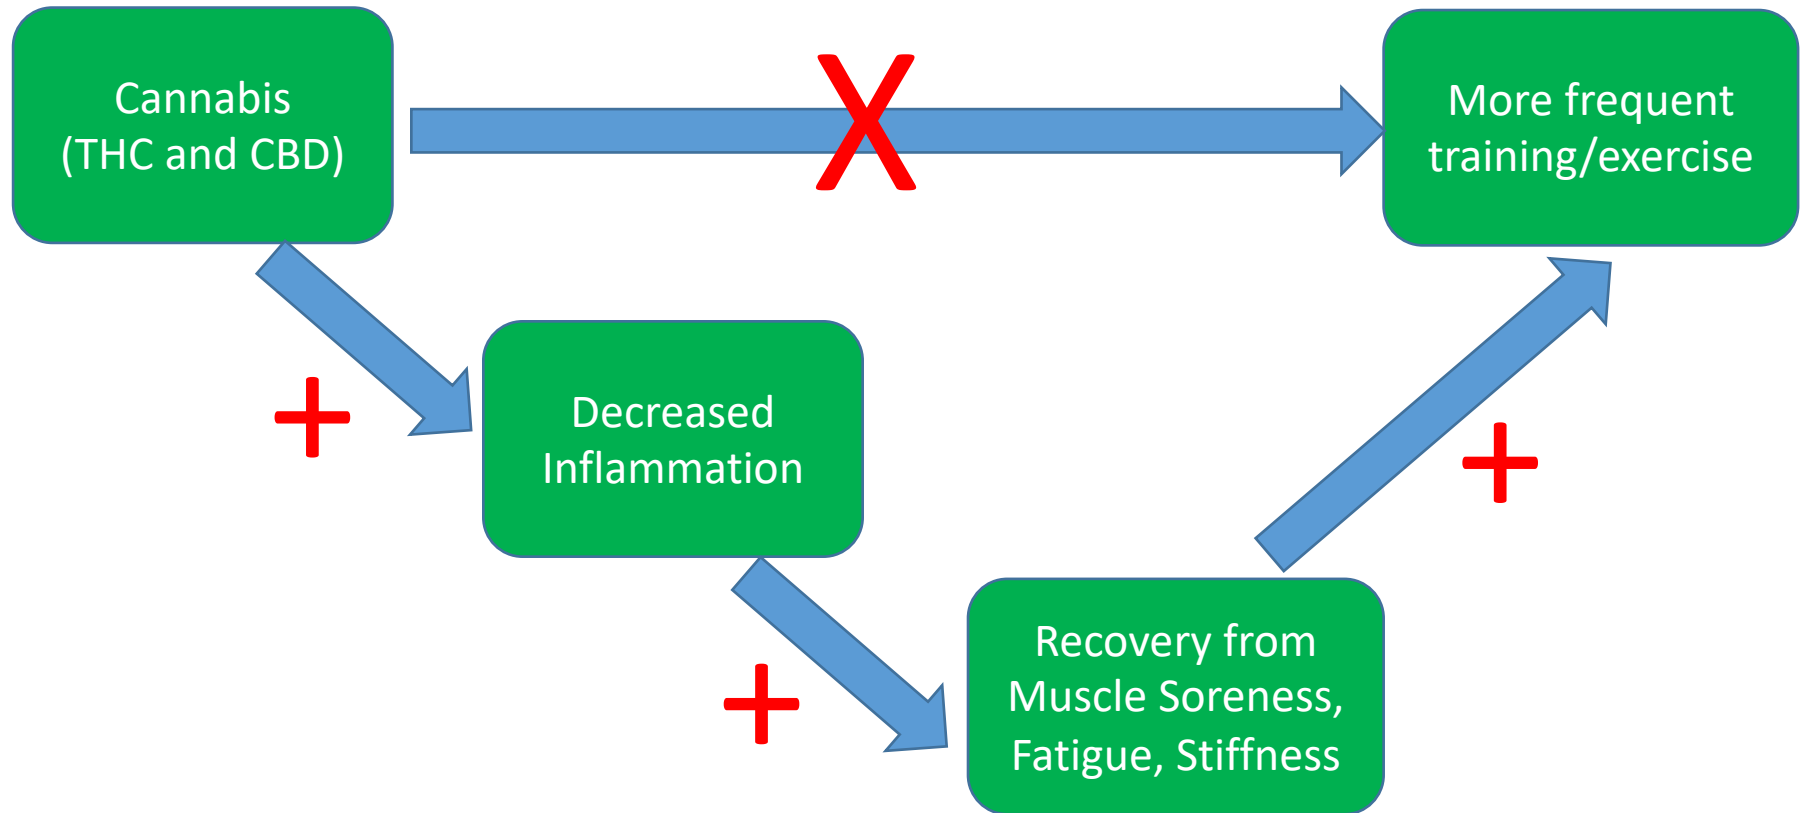 Cannabis
(THC and CBD)
X
More frequent
training/exercise
+
Decreased
Inflammation
+
+
Recovery from
Muscle Soreness,
Fatigue, Stiffness